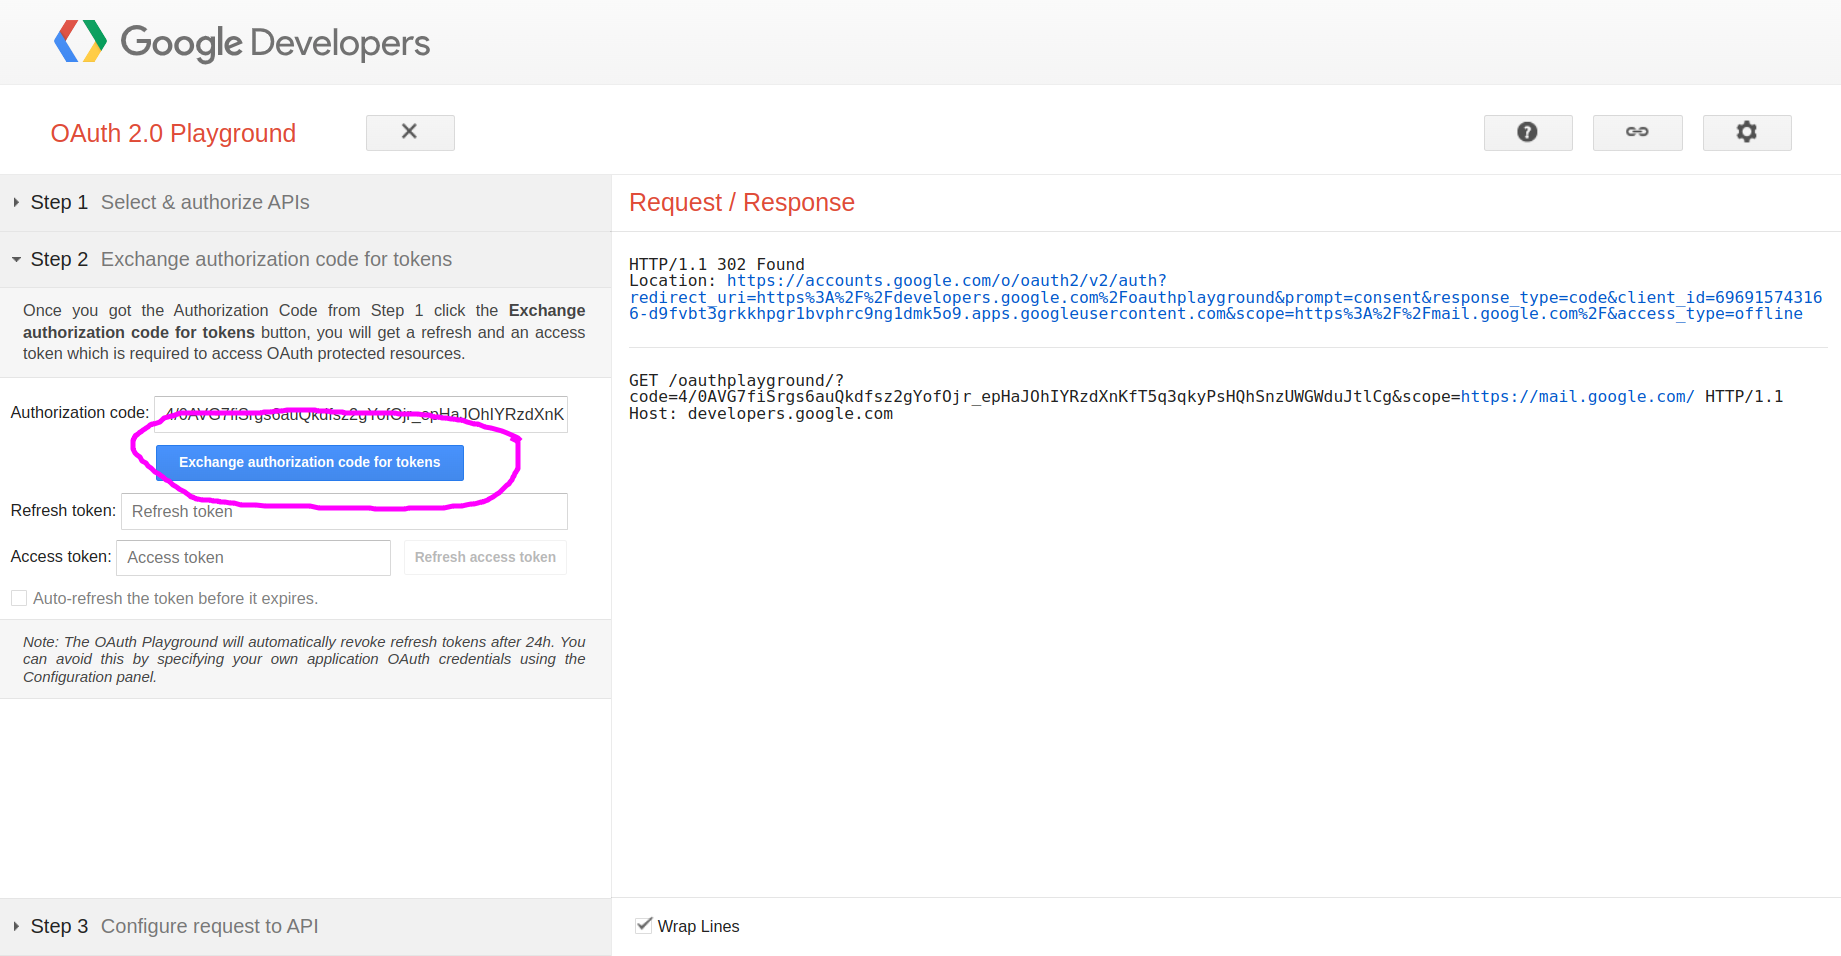 Google Developers
OAuth 2.0 Playground
Step 1 Select & authorize APIs
Step 2 Exchange authorization code for tokens
Once you got the Authorization Code from Step 1 click the Exchange
authorization code for tokens button, you will get a refresh and an access
token which is required to access OAuth protected resources.
Authorization code: 4/0AVG7fiSrgs6auQkdfsz2gYofOjr_epHaJOhIYRzdXnK
Exchange authorization code for tokens
Refresh token: Refresh token
Access token: Access token Refresh access token
Auto-refresh the token before it expires.
Note: The OAuth Playground will automatically revoke refresh tokens after 24h. You
can avoid this by specifying your own application OAuth credentials using the
Configuration panel.
Step 3 Configure request to API
Request / Response
HTTP/1.1 302 Found
Location: https://accounts.google.com/o/oauth2/v2/auth?
redirect_uri=https%3A%2F%2Fdevelopers.google.com%2Foauthplayground&prompt=consent&response_type=code&client_id=69691574316
6-d9fvbt3grkkhpgr1bvphrc9ng1dmk5o9.apps.googleusercontent.com&scope=https%3A%2F%2Fmail.google.com%2F&access_type=offline
GET /oauthplayground/?
code=4/0AVG7fiSrgs6auQkdfsz2gYofOjr_epHaJOhIYRzdXnKfT5q3qkyPsHQhSnzUWGWduJtlCg&scope=https://mail.google.com/ HTTP/1.1
Host: developers.google.com
Wrap Lines